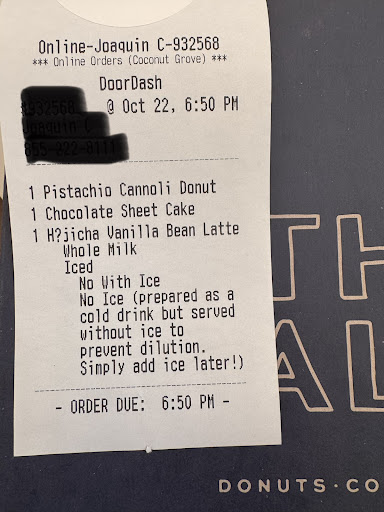 Online-Joaquin C-932568
*** Online Orders (Coconut Grove) ***
DoorDash
@ Oct 22, 6:50 PM
1 Pistachio Cannoli Donut
1 Chocolate Sheet Cake
1 H?jicha Vanilla Bean Latte
Whole Milk
Iced
No With Ice
No Ice (prepared as a
cold drink but served
without ice to
prevent dilution.
Simply add ice later!)
- ORDER DUE: 6:50 PM -
TH
AL
DONUTS · CO